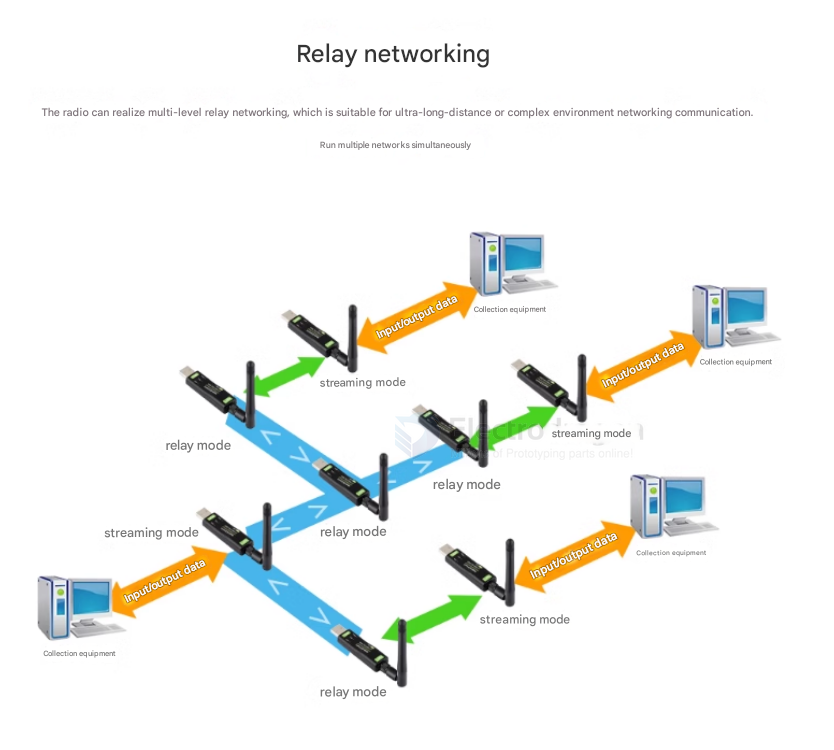 Relay networking
The radio can realize multi-level relay networking, which is suitable for ultra-long-distance or complex environment networking communication.
Run multiple networks simultaneously
Input/output data
Collection equipment
Input/output data
Collection equipment
streaming mode
relay mode
streaming mode
Prototyping parts online!
relay mode
streaming mode
relay mode
Input/output data
Collection equipment
Input/output data
streaming mode
Collection equipment
relay mode